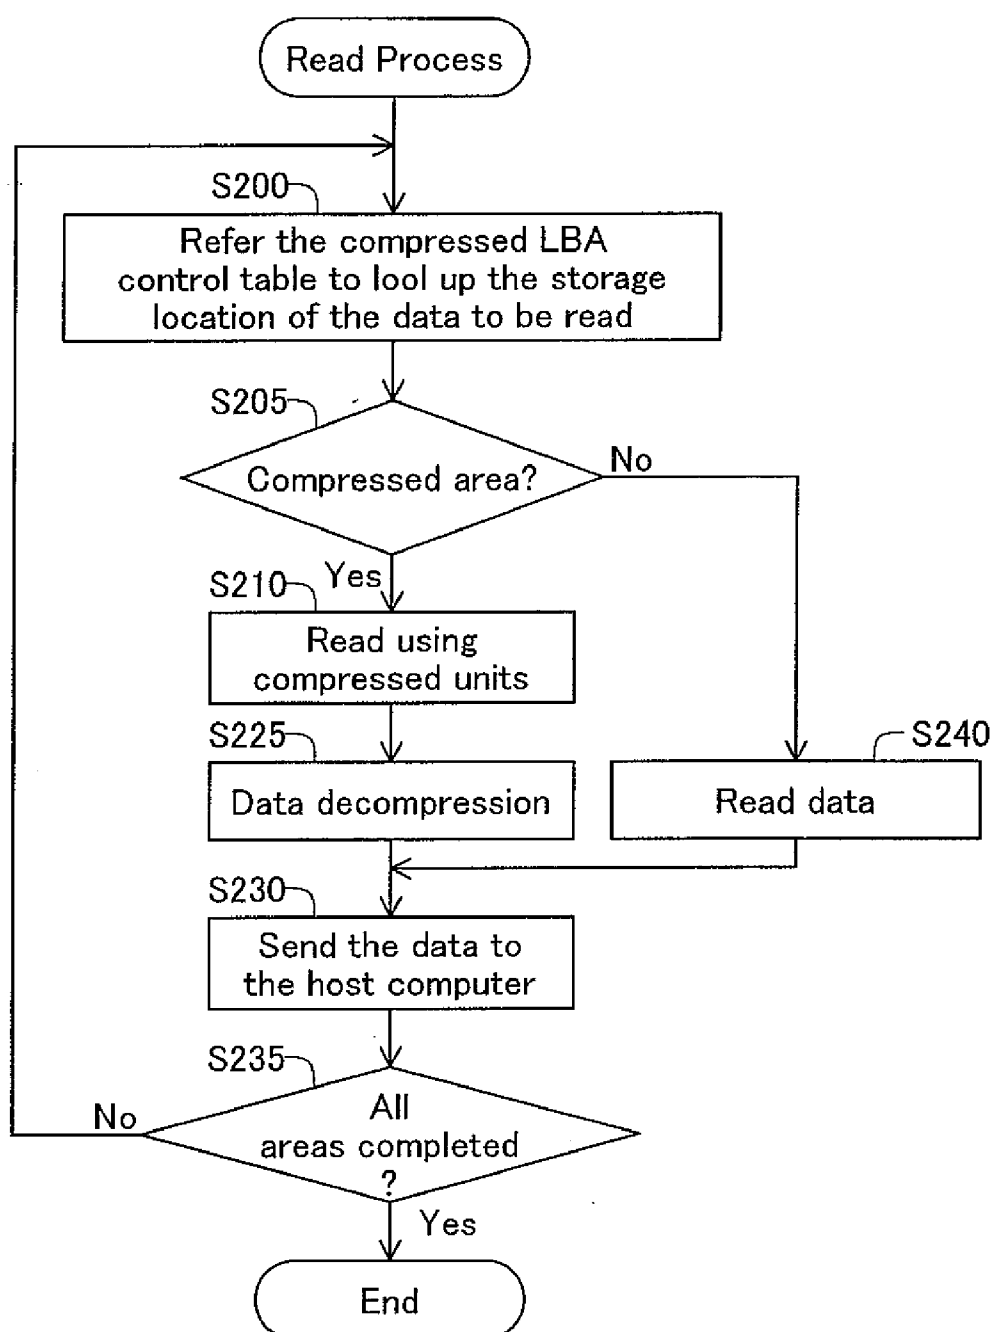 Read Process
S200
Refer the compressed LBA
control table to lool up the storage
location of the data to be read
S205
Compressed area?
No
Yes
S210
Read using
compressed units
S225
Data decompression
S240
Read data
S230
Send the data to
the host computer
S235
All
areas completed
?
No
Yes
End